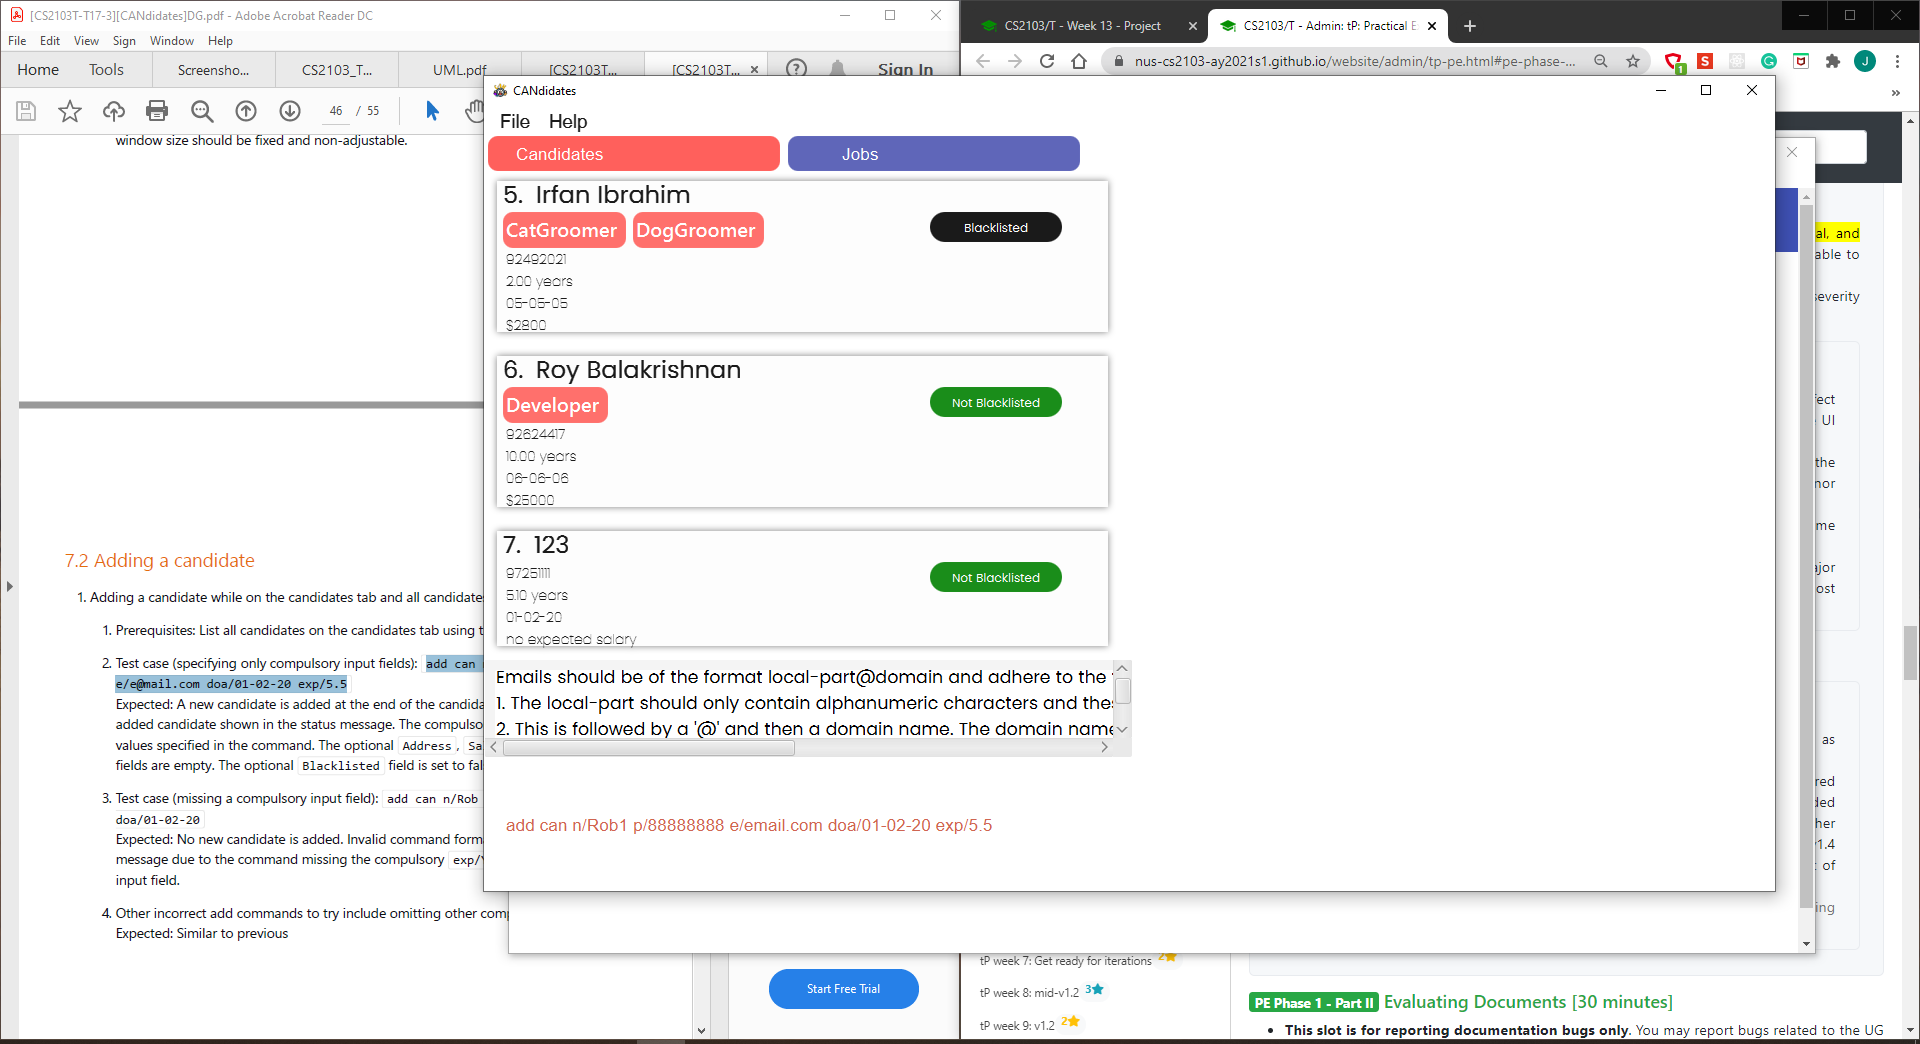 [CS2103T-T17-3][CANdidates]DG.pdf - Adobe Acrobat Reader DC
File Edit View Sign Window Help
Home Tools Screensho... CS2103_T... UML.pdf [CS2103T... [CS2103T... × Sign In
46 / 55
window size should be fixed and non-adjustable.
7.2 Adding a candidate
1. Adding a candidate while on the candidates tab and all candidate
1. Prerequisites: List all candidates on the candidates tab using t
2. Test case (specifying only compulsory input fields): add can
e/e@mail.com doa/01-02-20 exp/5.5
Expected: A new candidate is added at the end of the candida
added candidate shown in the status message. The compulso
values specified in the command. The optional Address, Sa
fields are empty. The optional Blacklisted field is set to fal
3. Test case (missing a compulsory input field): add can n/Rob
doa/01-02-20
Expected: No new candidate is added. Invalid command form
message due to the command missing the compulsory exp/
input field.
4. Other incorrect add commands to try include omitting other com
Expected: Similar to previous
Start Free Trial
CANdidates
File Help
Candidates Jobs
5. Irfan Ibrahim
CatGroomer DogGroomer
Blacklisted
92492021
2.00 years
05-05-05
$2800
6. Roy Balakrishnan
Developer
Not Blacklisted
92624417
10.00 years
06-06-06
$25000
7. 123
Not Blacklisted
97251111
5.10 years
01-02-20
no expected salary
Emails should be of the format local-part@domain and adhere to the
1. The local-part should only contain alphanumeric characters and the
2. This is followed by a '@' and then a domain name. The domain name
add can n/Rob1 p/88888888 e/email.com doa/01-02-20 exp/5.5
CS2103/T - Week 13 - Project
CS2103/T - Admin: tP: Practical E
nus-cs2103-ay2021s1.github.io/website/admin/tp-pe.html#pe-phase-...
S 1 J
»
al, and
able to
severity
fect
UI
the
nor
me
ajor
ost
as
red
ded
her
1.4
of
ing
tP week 7: Get ready for iterations 2
tP week 8: mid-v1.2 3
tP week 9: v1.2 2
PE Phase 1 - Part II Evaluating Documents [30 minutes]
• This slot is for reporting documentation bugs only. You may report bugs related to the UG